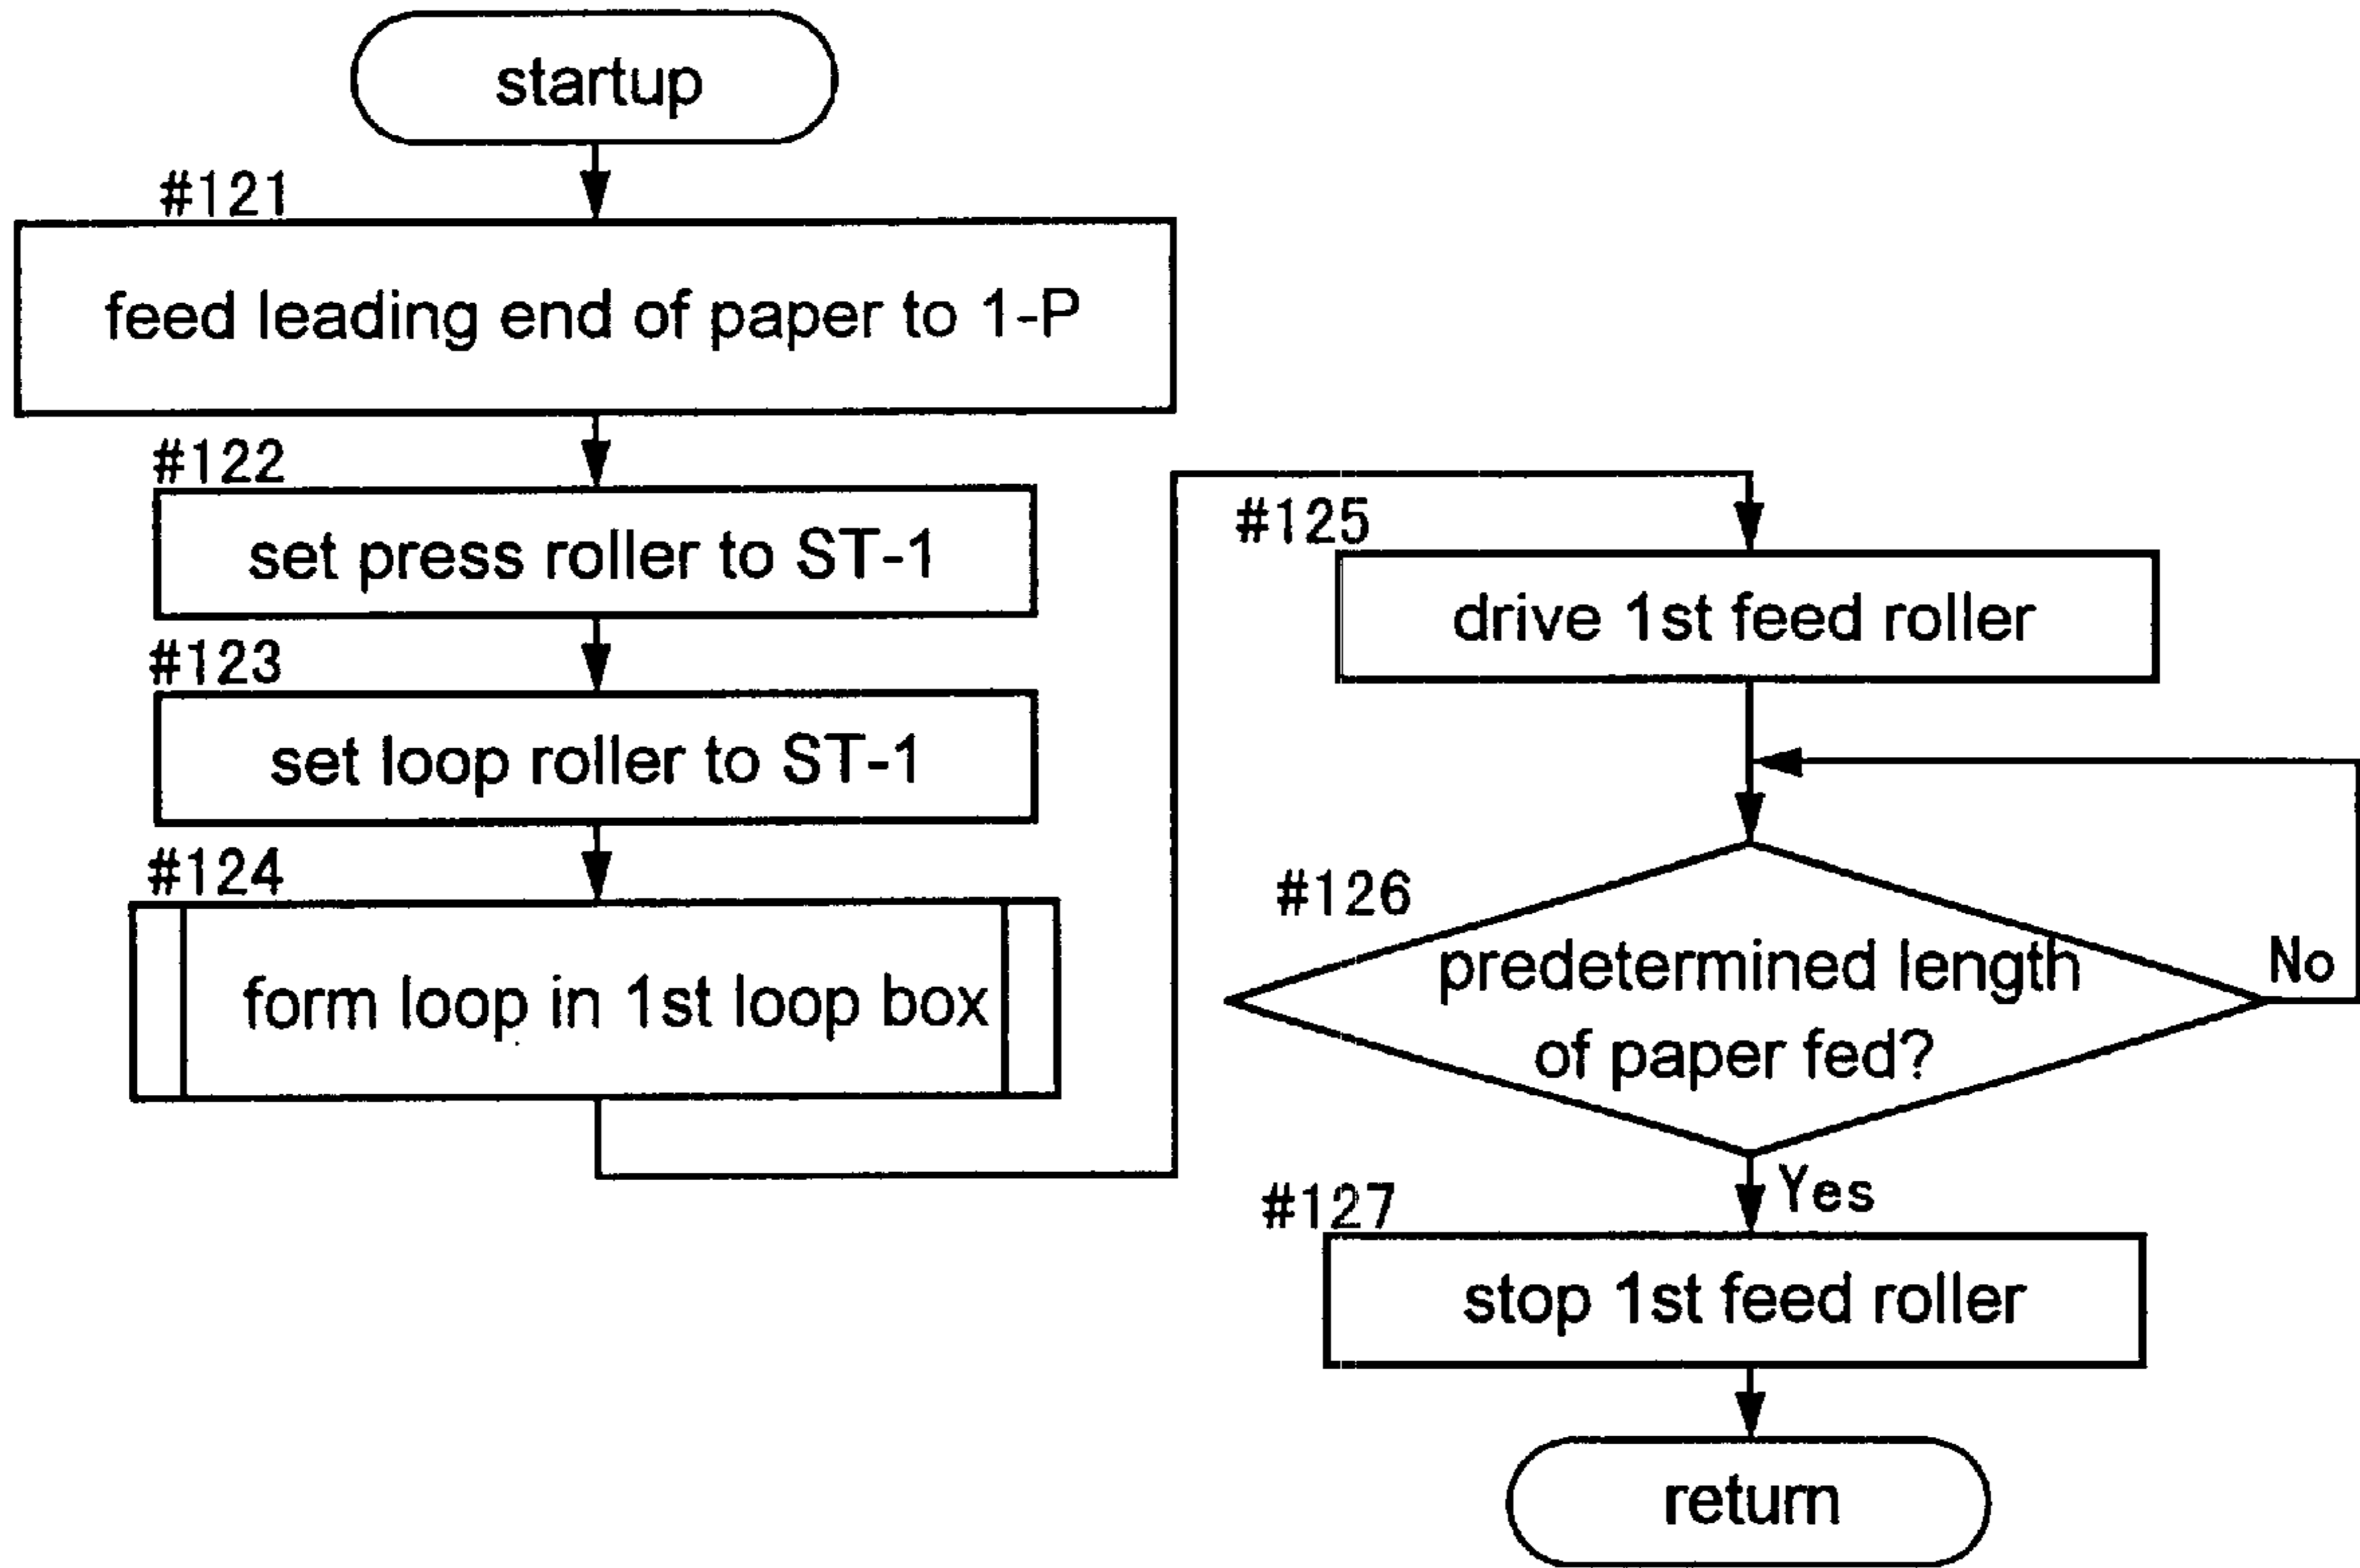 startup
#121
feed leading end of paper to 1-P
#122
set press roller to ST-1
#123
set loop roller to ST-1
#124
form loop in 1st loop box
#125
drive 1st feed roller
#126
predetermined length
of paper fed?
No
Yes
#127
stop 1st feed roller
return